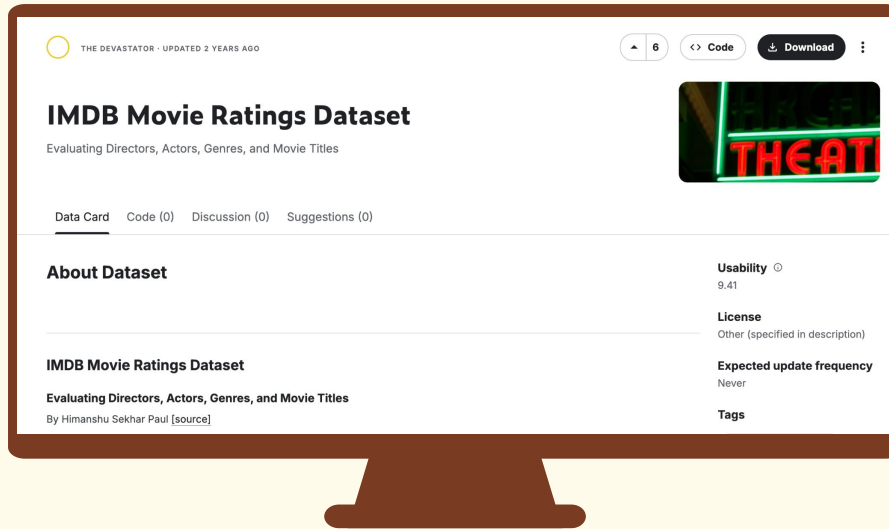 THE DEVASTATOR · UPDATED 2 YEARS AGO
6
<> Code
Download
IMDB Movie Ratings Dataset
Evaluating Directors, Actors, Genres, and Movie Titles
THEAT
Data Card
Code (0)
Discussion (0)
Suggestions (0)
About Dataset
Usability
9.41
License
Other (specified in description)
Expected update frequency
Never
Tags
IMDB Movie Ratings Dataset
Evaluating Directors, Actors, Genres, and Movie Titles
By Himanshu Sekhar Paul [source]